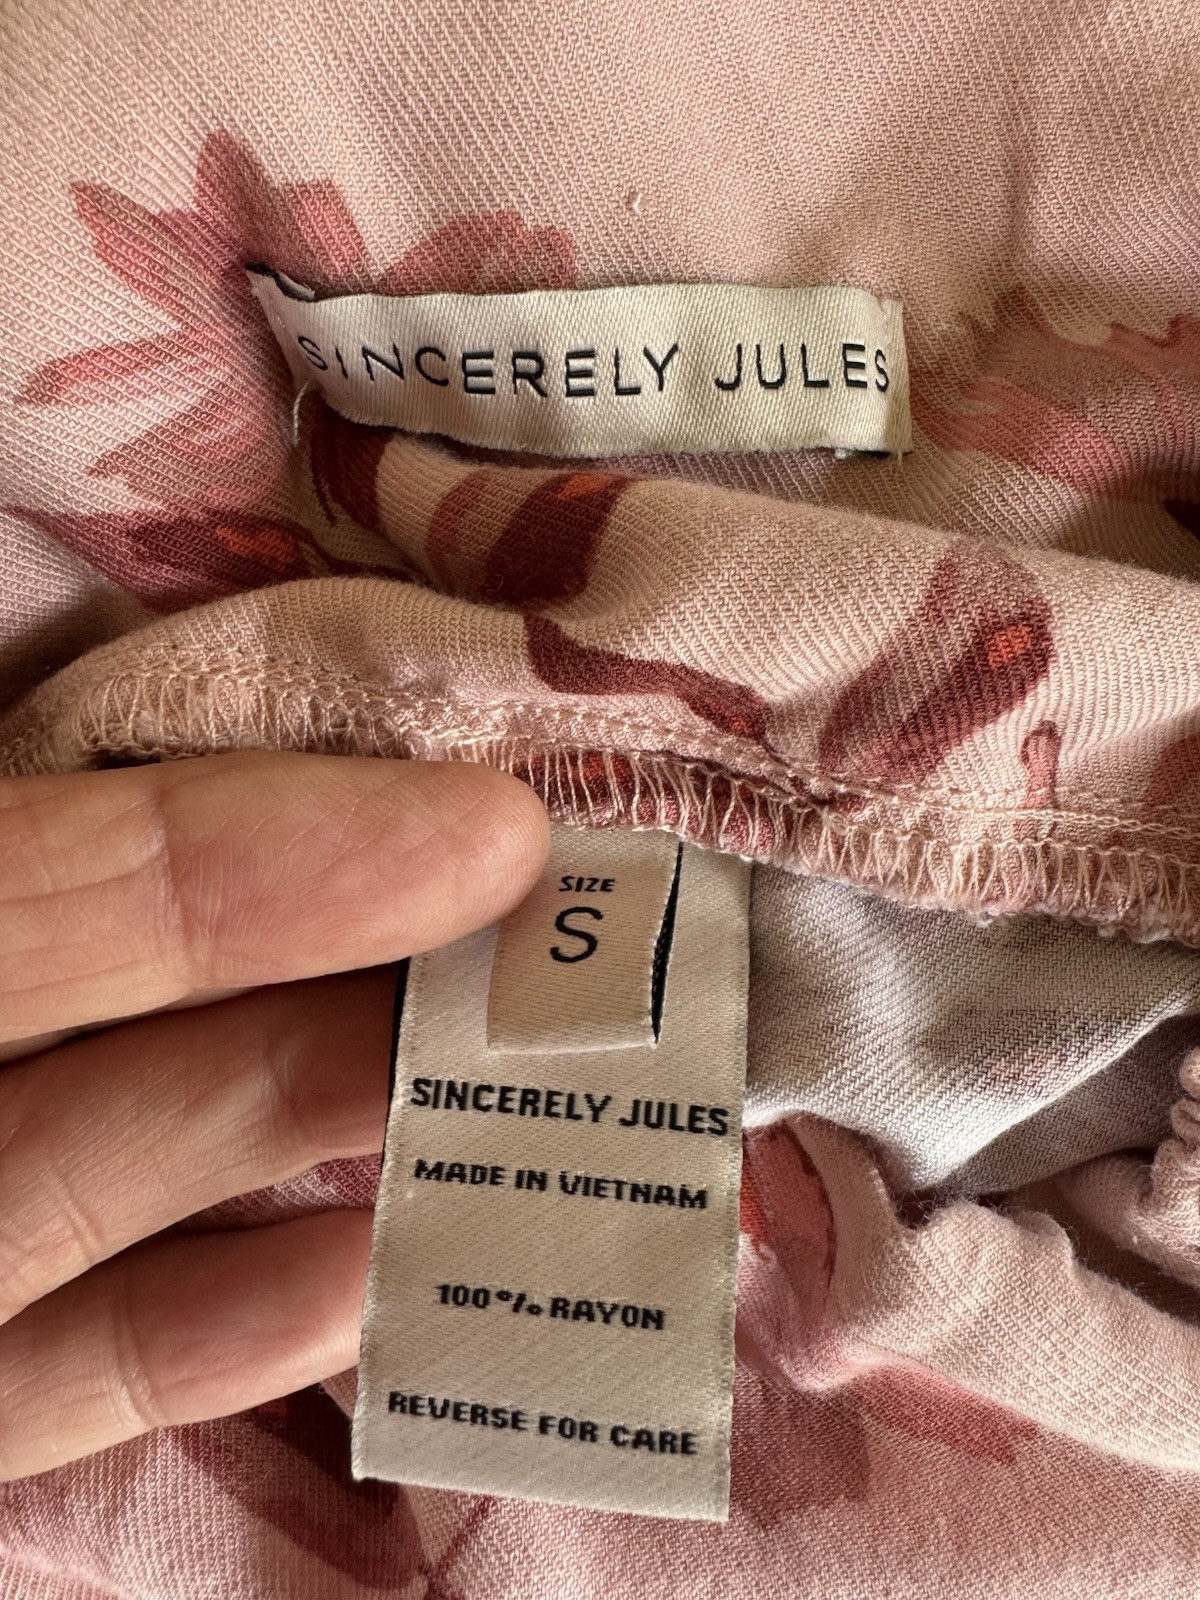 SINCERELY JULES
SIZE
S
SINCERELY JULES
MADE IN VIETNAM
100% RAYON
REVERSE FOR CARE